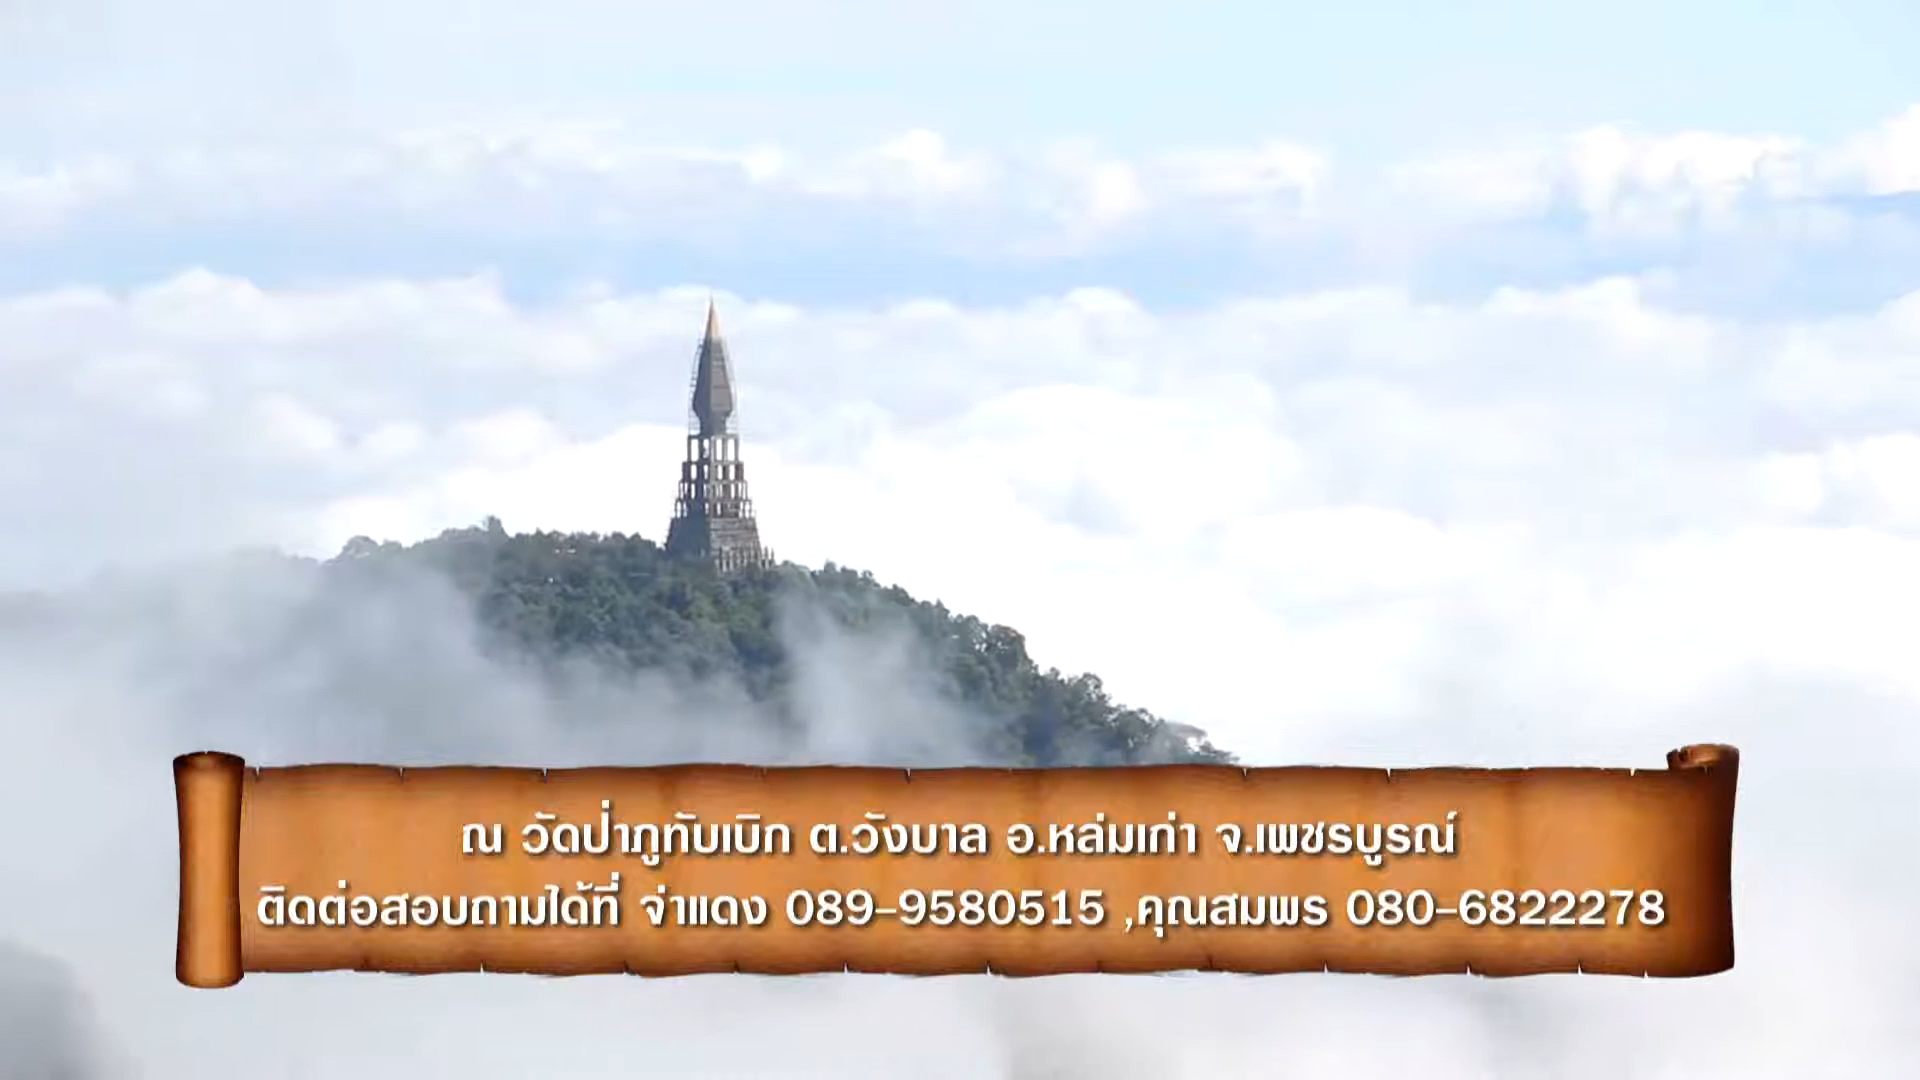 ณ วัดป่าภูทับเบิก ต.วังบาล อ.หล่มเก่า จ.เพชรบูรณ์
ติดต่อสอบถามได้ที่ จ่าแดง 089-9580515 ,คุณสมพร 080-6822278